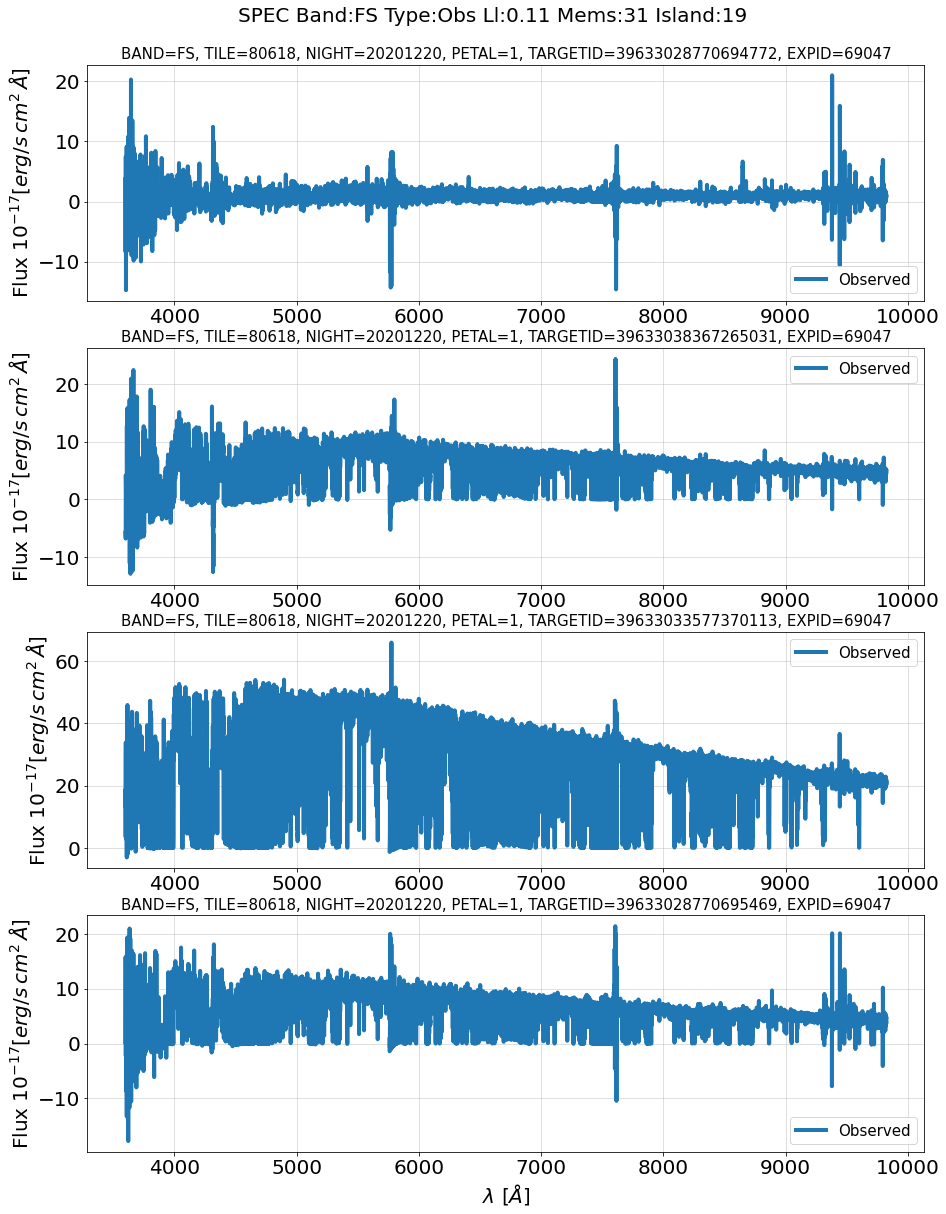 SPEC Band:FS Type:Obs Ll:0.11 Mems:31 Island:19
BAND=FS, TILE=80618, NIGHT=20201220, PETAL=1, TARGETID=39633028770694772, EXPID=69047
Flux 10⁻¹⁷[erg/s cm² Å]
20
10
0
−10
Observed
4000 5000 6000 7000 8000 9000 10000
BAND=FS, TILE=80618, NIGHT=20201220, PETAL=1, TARGETID=39633038367265031, EXPID=69047
Flux 10⁻¹⁷[erg/s cm² Å]
20
10
0
−10
Observed
4000 5000 6000 7000 8000 9000 10000
BAND=FS, TILE=80618, NIGHT=20201220, PETAL=1, TARGETID=39633033577370113, EXPID=69047
Flux 10⁻¹⁷[erg/s cm² Å]
60
40
20
0
Observed
4000 5000 6000 7000 8000 9000 10000
BAND=FS, TILE=80618, NIGHT=20201220, PETAL=1, TARGETID=39633028770695469, EXPID=69047
Flux 10⁻¹⁷[erg/s cm² Å]
20
10
0
−10
Observed
4000 5000 6000 7000 8000 9000 10000
λ [Å]